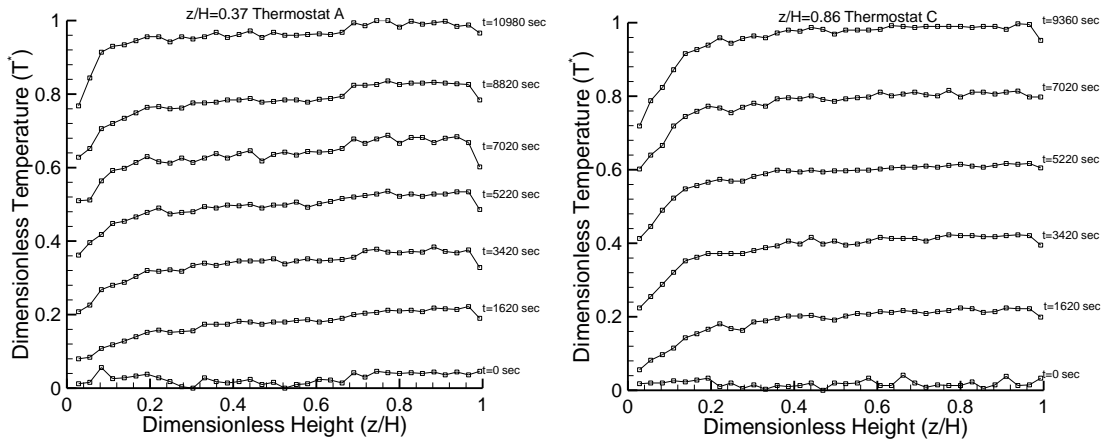 z/H=0.37 Thermostat A
Dimensionless Temperature (T*)
1
0.8
0.6
0.4
0.2
0
t=10980 sec
t=8820 sec
t=7020 sec
t=5220 sec
t=3420 sec
t=1620 sec
t=0 sec
0 0.2 0.4 0.6 0.8 1
Dimensionless Height (z/H)
z/H=0.86 Thermostat C
Dimensionless Temperature (T*)
1
0.8
0.6
0.4
0.2
0
t=9360 sec
t=7020 sec
t=5220 sec
t=3420 sec
t=1620 sec
t=0 sec
0 0.2 0.4 0.6 0.8 1
Dimensionless Height (z/H)